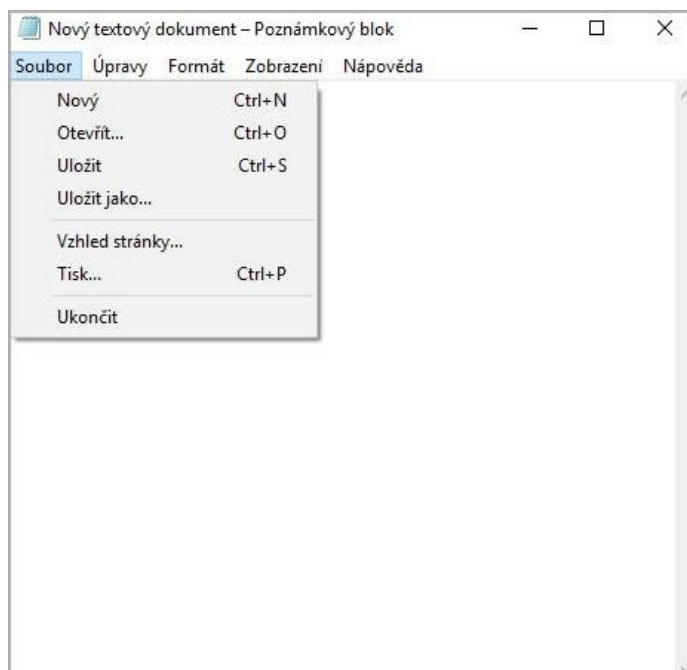 Nový textový dokument – Poznámkový blok
Soubor Úpravy Formát Zobrazení Nápověda
Nový Ctrl+N
Otevřít... Ctrl+O
Uložit Ctrl+S
Uložit jako...
Vzhled stránky...
Tisk... Ctrl+P
Ukončit